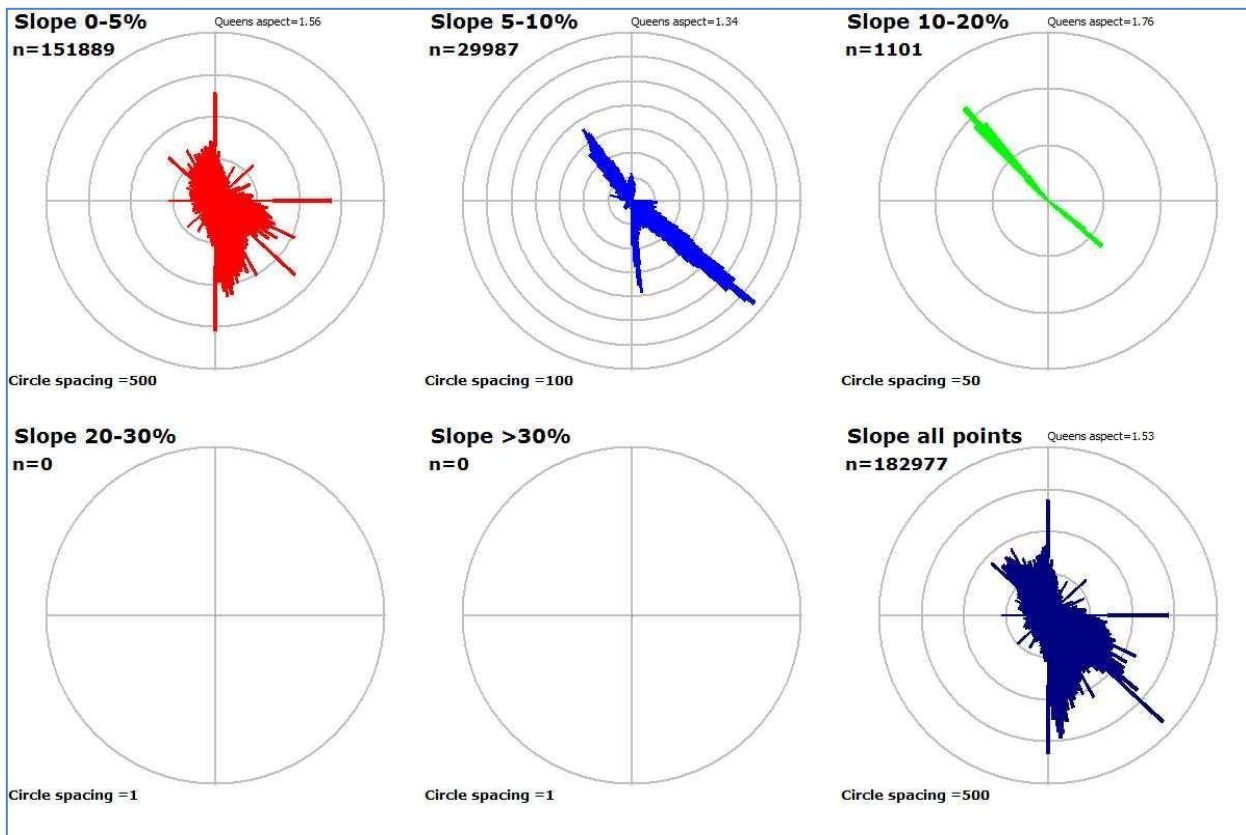 Slope 0-5%
Queens aspect=1.56
n=151889
Circle spacing =500
Slope 5-10%
Queens aspect=1.34
n=29987
Circle spacing =100
Slope 10-20%
Queens aspect=1.76
n=1101
Circle spacing =50
Slope 20-30%
n=0
Circle spacing =1
Slope >30%
n=0
Circle spacing =1
Slope all points
Queens aspect=1.53
n=182977
Circle spacing =500